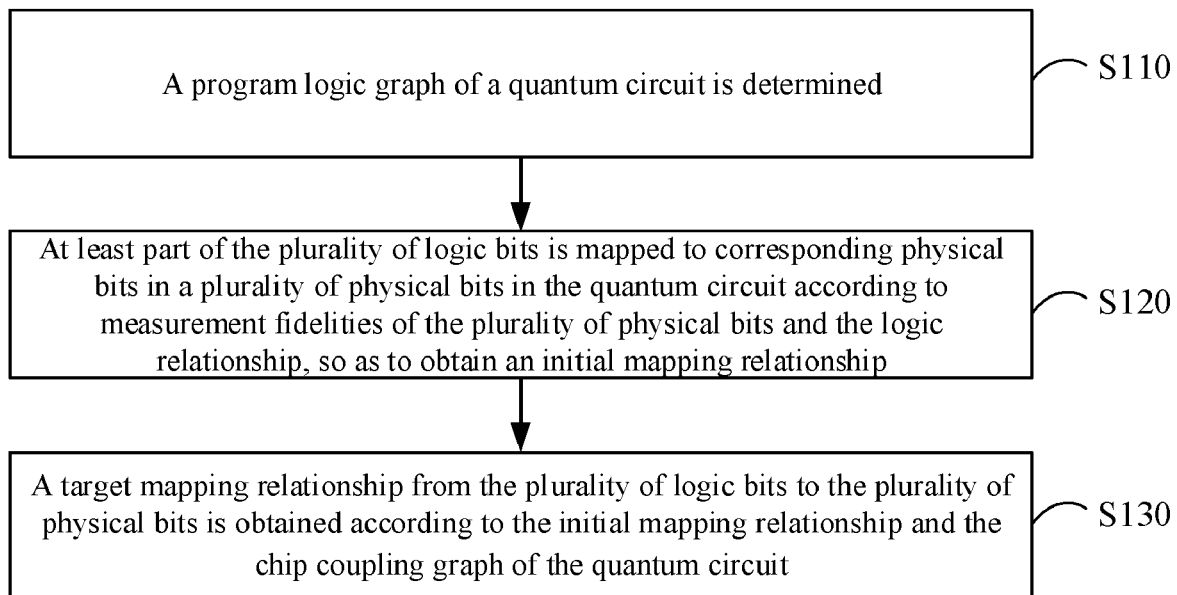 A program logic graph of a quantum circuit is determined
S110
At least part of the plurality of logic bits is mapped to corresponding physical
bits in a plurality of physical bits in the quantum circuit according to
measurement fidelities of the plurality of physical bits and the logic
relationship, so as to obtain an initial mapping relationship
S120
A target mapping relationship from the plurality of logic bits to the plurality of
physical bits is obtained according to the initial mapping relationship and the
chip coupling graph of the quantum circuit
S130